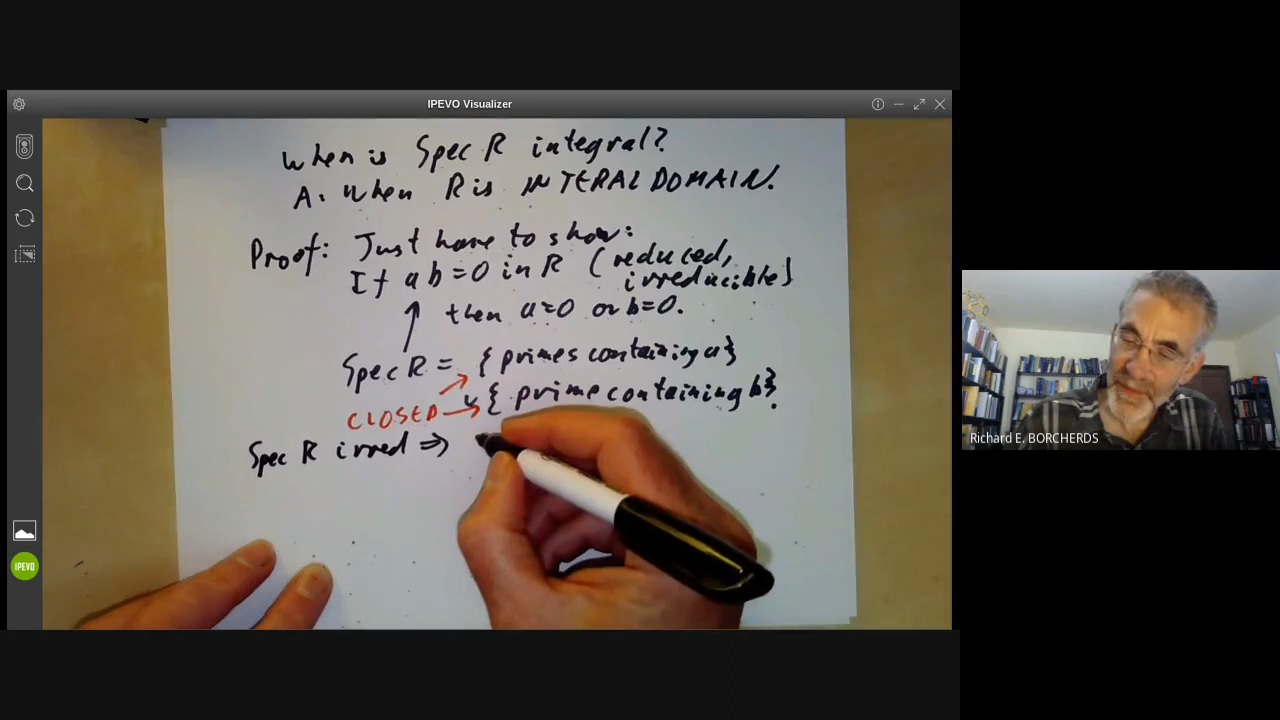 IPEVO Visualizer
When is Spec R integral?
A: When R is INTERAL DOMAIN.
Proof: Just have to show:
If ab=0 in R (reduced,
irreducible)
then a=0 or b=0.
Spec R = {primes containing a}
∪ {prime containing b}.
CLOSED
Spec R irred ⇒
IPEVO
Richard E. BORCHERDS